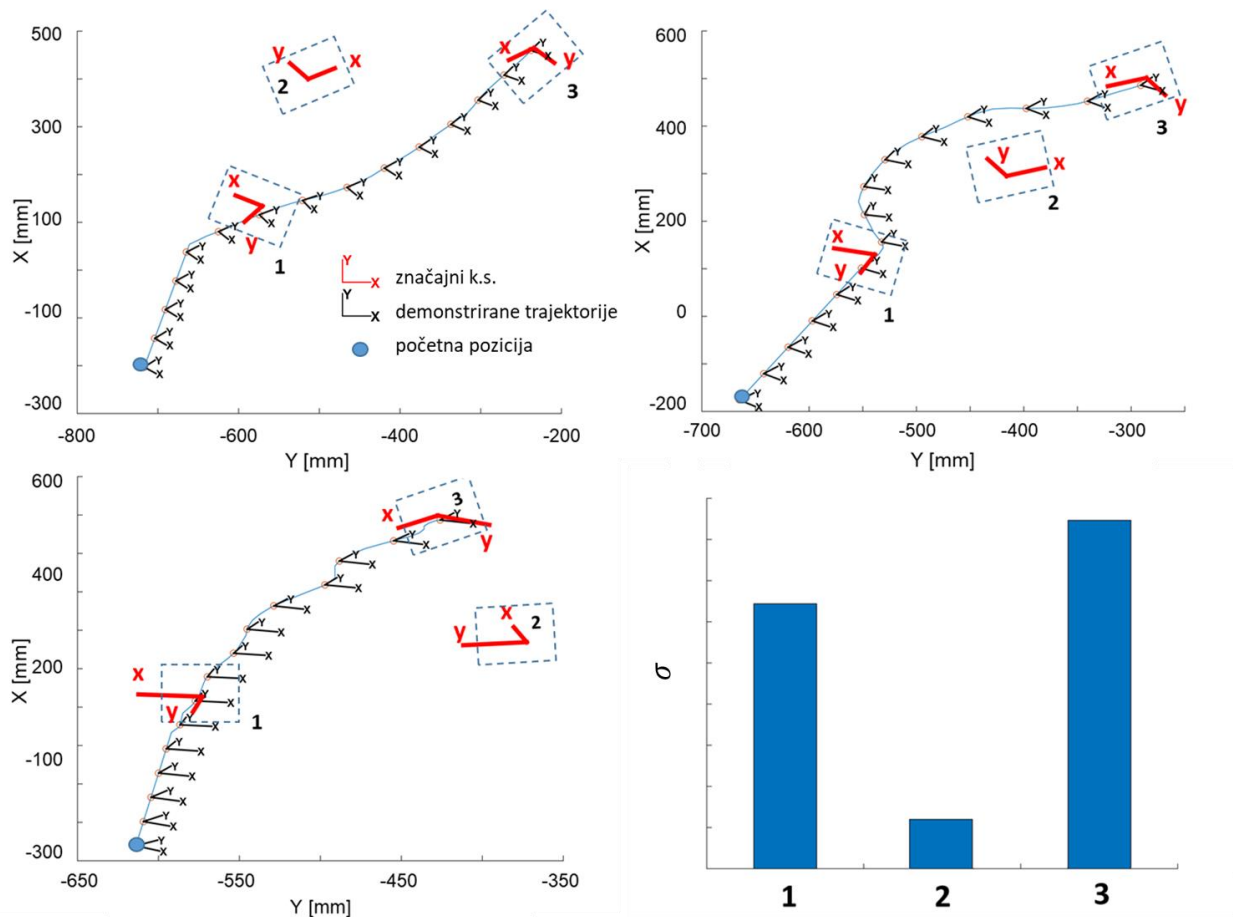 500
300
100
-100
-300
X [mm]
-800
-600
-400
-200
Y [mm]
y
x
2
x
y
3
x
y
1
Y
X
značajni k.s.
Y
X
demonstrirane trajektorije
početna pozicija
600
400
200
0
-200
X [mm]
-700
-600
-500
-400
-300
Y [mm]
x
y
3
y
x
2
x
y
1
600
400
200
-100
-300
X [mm]
-650
-550
-450
-350
Y [mm]
x
3
y
x
2
y
x
y
1
σ
1
2
3